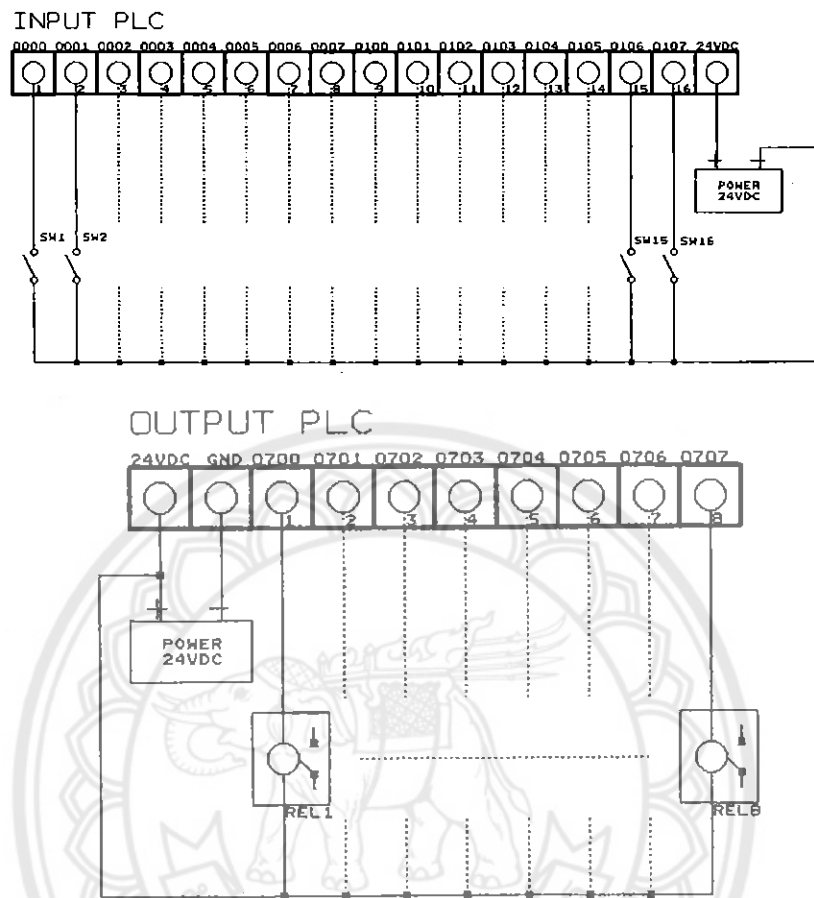 INPUT PLC
0000 0001 0002 0003 0004 0005 0006 0007 0100 0101 0102 0103 0104 0105 0106 0107 24VDC
1 2 3 4 5 6 7 8 9 10 11 12 13 14 15 16
POWER
24VDC
SW1 SW2 SW15 SW16
OUTPUT PLC
24VDC GND 0700 0701 0702 0703 0704 0705 0706 0707
1 2 3 4 5 6 7 8
POWER
24VDC
REL1 REL8